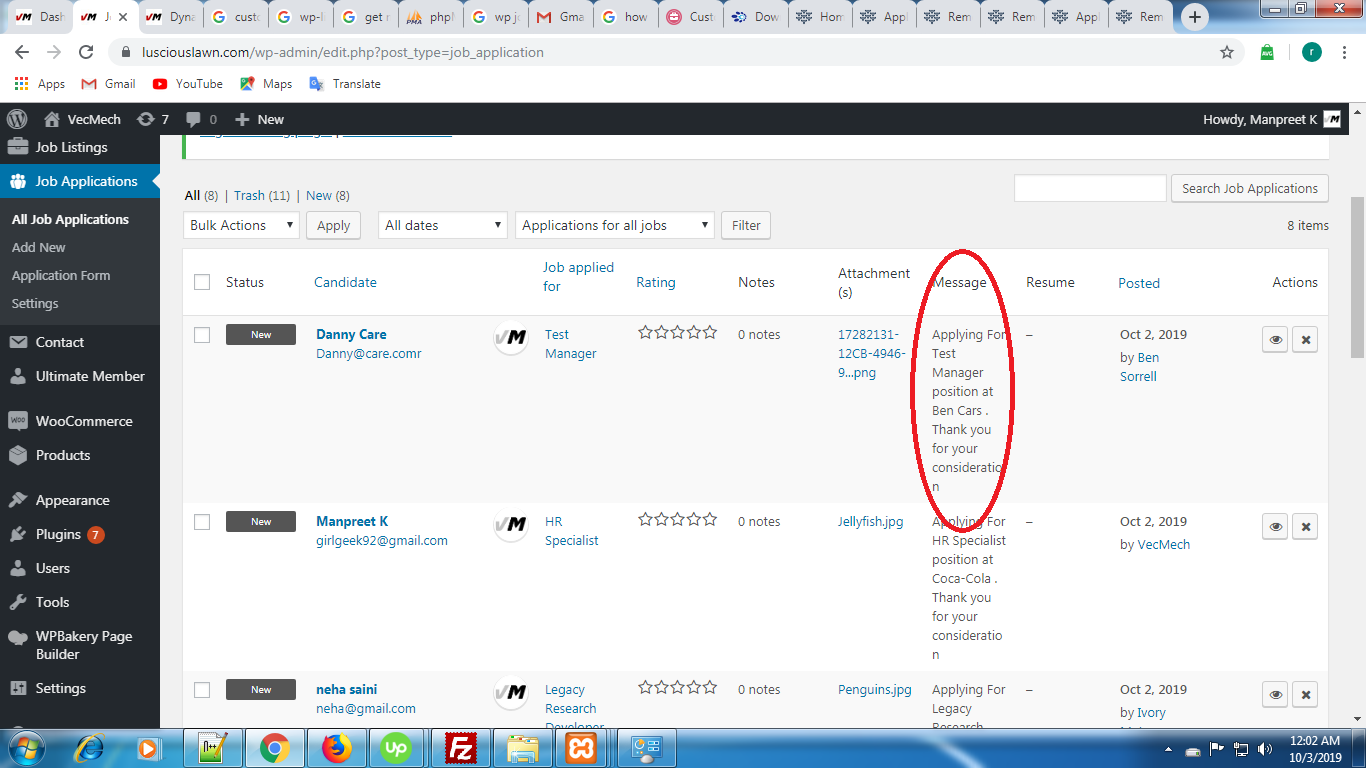 Dash
J
Dyna
custo
wp-l
get r
phpM
wp jo
Gma
how
Cust
Dow
Hom
Appl
Rem
Rem
Appl
Rem
lusciouslawn.com/wp-admin/edit.php?post_type=job_application
r
Apps Gmail YouTube Maps Translate
VecMech 7 0 New
Howdy, Manpreet K
Job Listings
Job Applications
All Job Applications
Add New
Application Form
Settings
Contact
Ultimate Member
WooCommerce
Products
Appearance
Plugins 7
Users
Tools
WPBakery Page
Builder
Settings
All (8) | Trash (11) | New (8)
Search Job Applications
Bulk Actions Apply All dates Applications for all jobs Filter
8 items
Status Candidate Job applied
for
Rating Notes Attachment
(s)
Message Resume Posted Actions
New
Danny Care
Danny@care.comr
VM
Test
Manager
0 notes
17282131-
12CB-4946-
9...png
Applying For
Test
Manager
position at
Ben Cars .
Thank you
for your
consideratio
n
–
Oct 2, 2019
by Ben
Sorrell
New
Manpreet K
girlgeek92@gmail.com
VM
HR
Specialist
0 notes
Jellyfish.jpg
Applying For
HR Specialist
position at
Coca-Cola .
Thank you
for your
consideratio
n
–
Oct 2, 2019
by VecMech
New
neha saini
neha@gmail.com
VM
Legacy
Research
Developer
0 notes
Penguins.jpg
Applying For
Legacy
Research
–
Oct 2, 2019
by Ivory
12:02 AM
10/3/2019